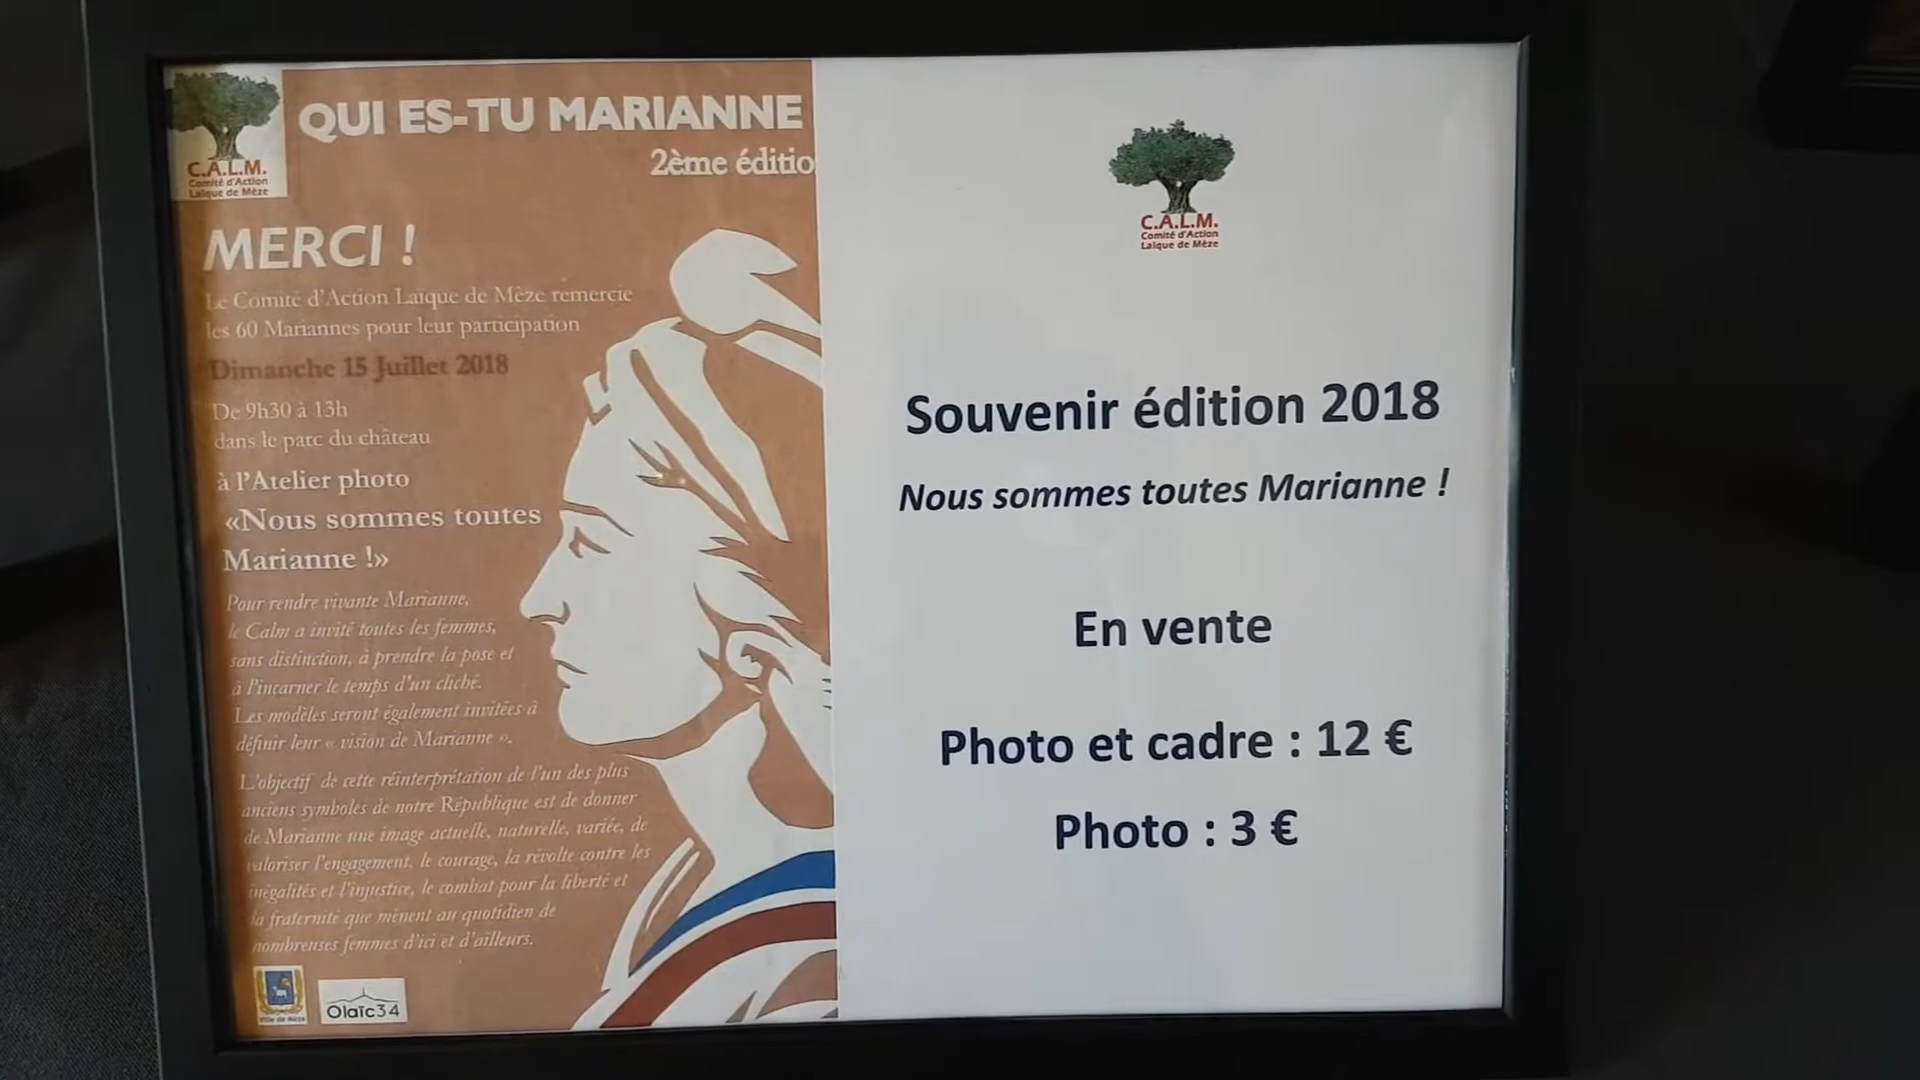 C.A.L.M.
Comité d'Action
Laïque de Mèze
QUI ES-TU MARIANNE
2ème éditio
MERCI !
Le Comité d'Action Laïque de Mèze remercie
les 60 Mariannes pour leur participation
Dimanche 15 Juillet 2018
De 9h30 à 13h
dans le parc du château
à l'Atelier photo
«Nous sommes toutes
Marianne !»
Pour rendre vivante Marianne,
le Calm a invité toutes les femmes,
sans distinction, à prendre la pose et
à l'incarner le temps d'un cliché.
Les modèles seront également invitées à
définir leur « vision de Marianne ».
L'objectif de cette réinterprétation de l'un des plus
anciens symboles de notre République est de donner
de Marianne une image actuelle, naturelle, variée, de
valoriser l'engagement, le courage, la révolte contre les
inégalités et l'injustice, le combat pour la liberté et
la fraternité que mènent au quotidien de
nombreuses femmes d'ici et d'ailleurs.
Ville de Mèze
Olaïc34
C.A.L.M.
Comité d'Action
Laïque de Mèze
Souvenir édition 2018
Nous sommes toutes Marianne !
En vente
Photo et cadre : 12 €
Photo : 3 €